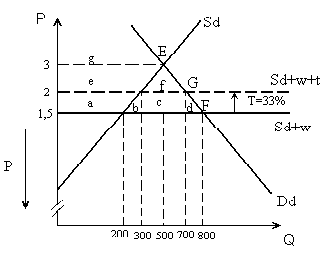 P
Sd
E
3
g
e
f
Sd+w+t
2
G
a
b
c
d
F
T=33%
1,5
Sd+w
P
Dd
200
300
500
700
800
Q